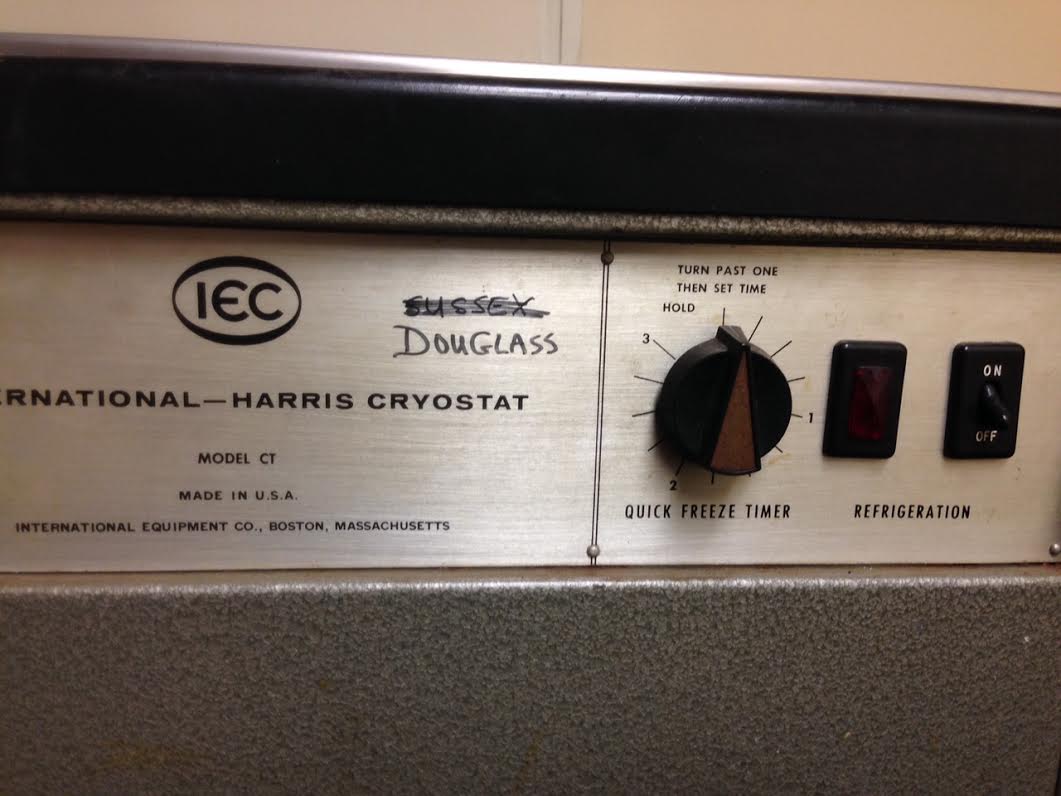 IEC
SUSSEX
DOUGLASS
ERNATIONAL—HARRIS CRYOSTAT
MODEL CT
MADE IN U.S.A.
INTERNATIONAL EQUIPMENT CO., BOSTON, MASSACHUSETTS
TURN PAST ONE
THEN SET TIME
HOLD
3
1
2
QUICK FREEZE TIMER
ON
OFF
REFRIGERATION